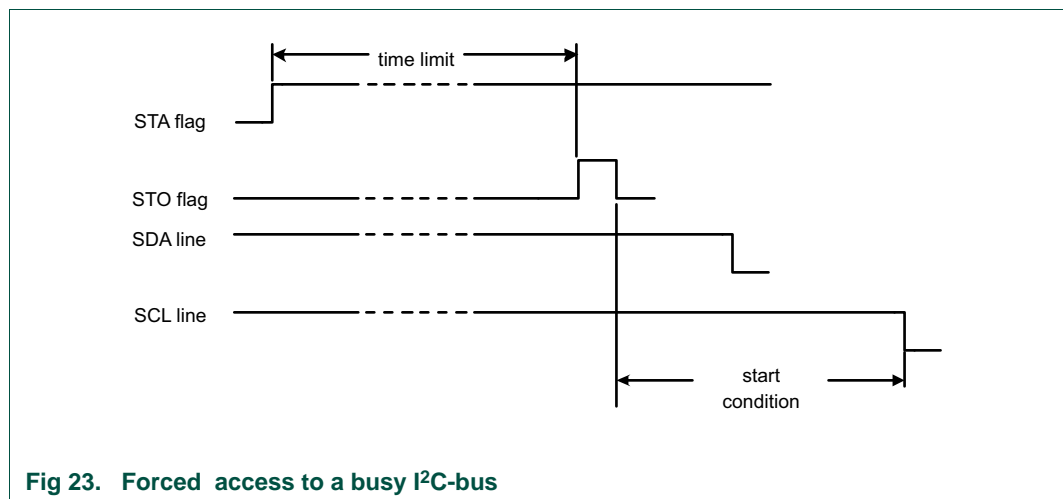 time limit
STA flag
STO flag
SDA line
SCL line
start
condition
Fig 23. Forced access to a busy I²C-bus